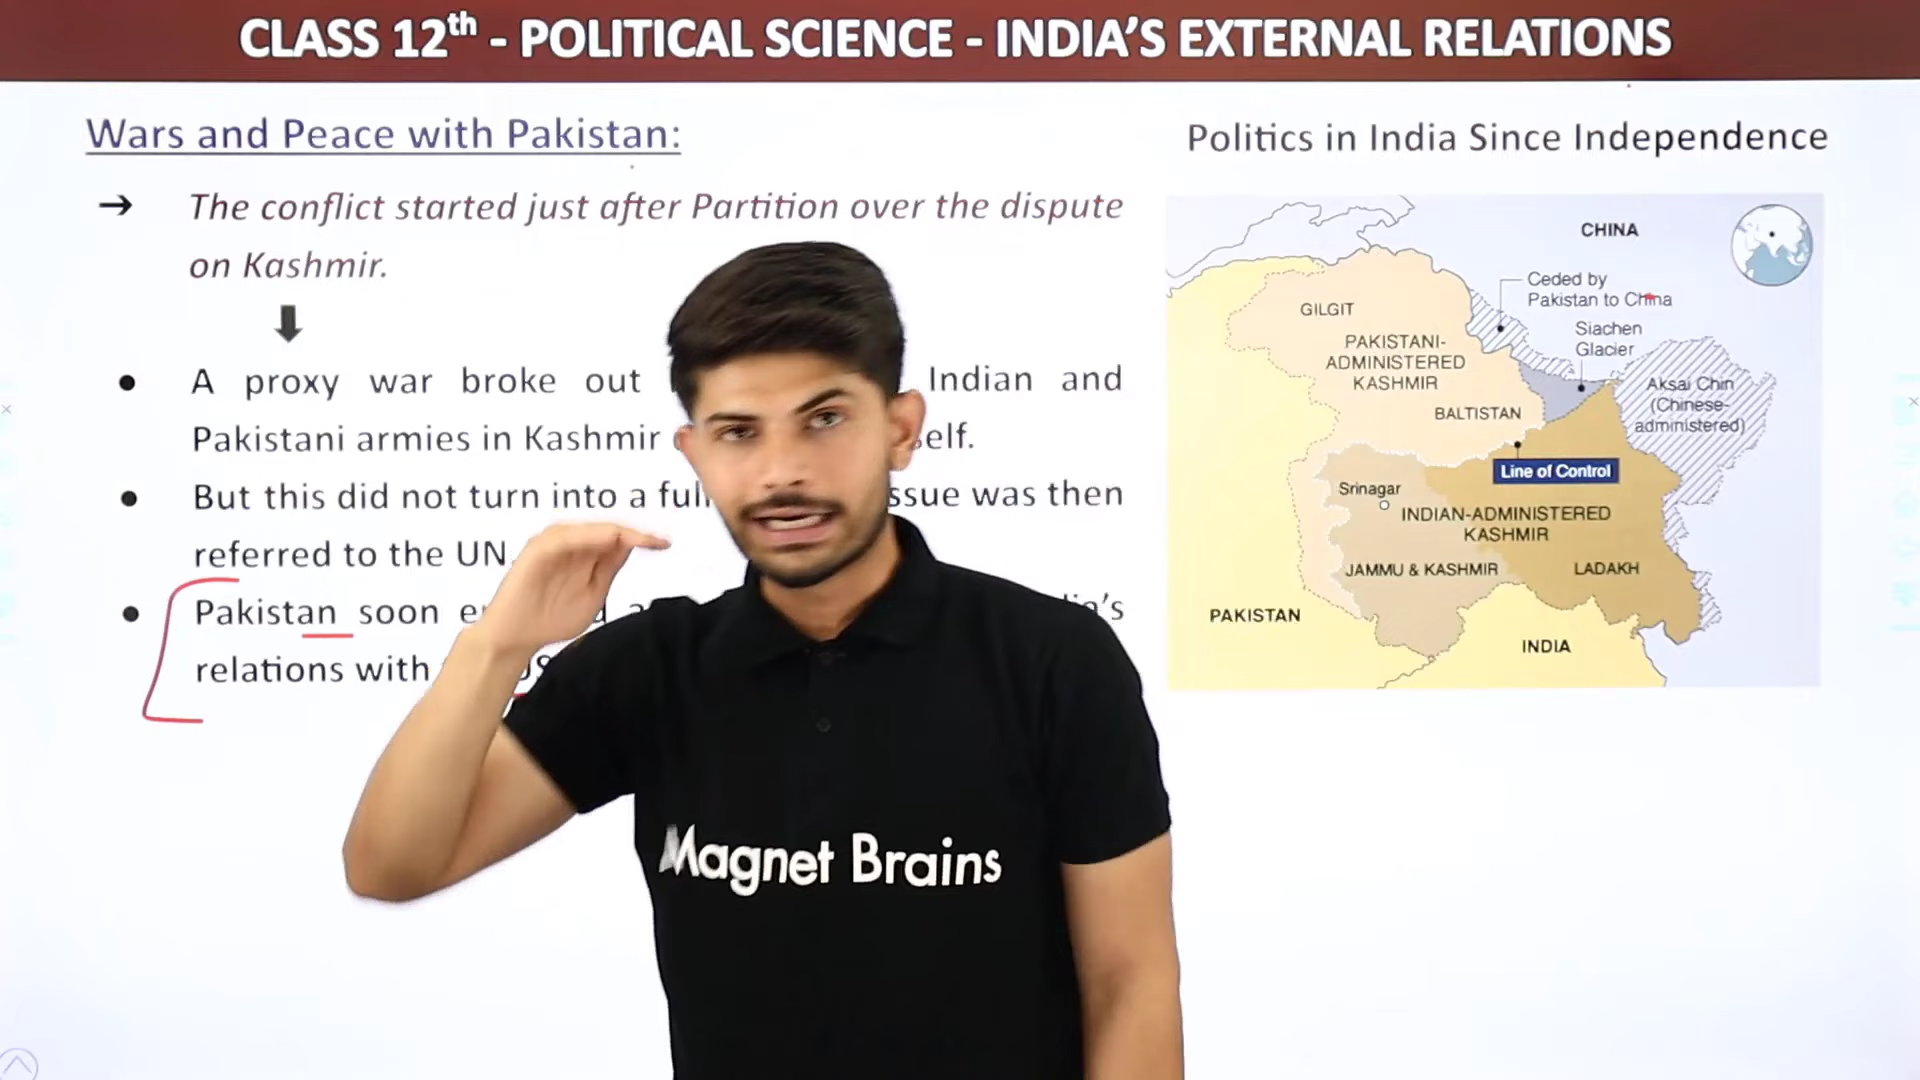 CLASS 12th - POLITICAL SCIENCE - INDIA'S EXTERNAL RELATIONS
Wars and Peace with Pakistan:
The conflict started just after Partition over the dispute
on Kashmir.
A proxy war broke out Indian and
Pakistani armies in Kashmir
But this did not turn into a was then
referred to the UN.
Pakistan soon
relations with
Politics in India Since Independence
CHINA
Ceded by
Pakistan to China
Siachen
Glacier
GILGIT
PAKISTANI-
ADMINISTERED
KASHMIR
Aksai Chin
(Chinese-
administered)
BALTISTAN
Line of Control
Srinagar
INDIAN-ADMINISTERED
KASHMIR
JAMMU & KASHMIR
LADAKH
PAKISTAN
INDIA
Magnet Brains